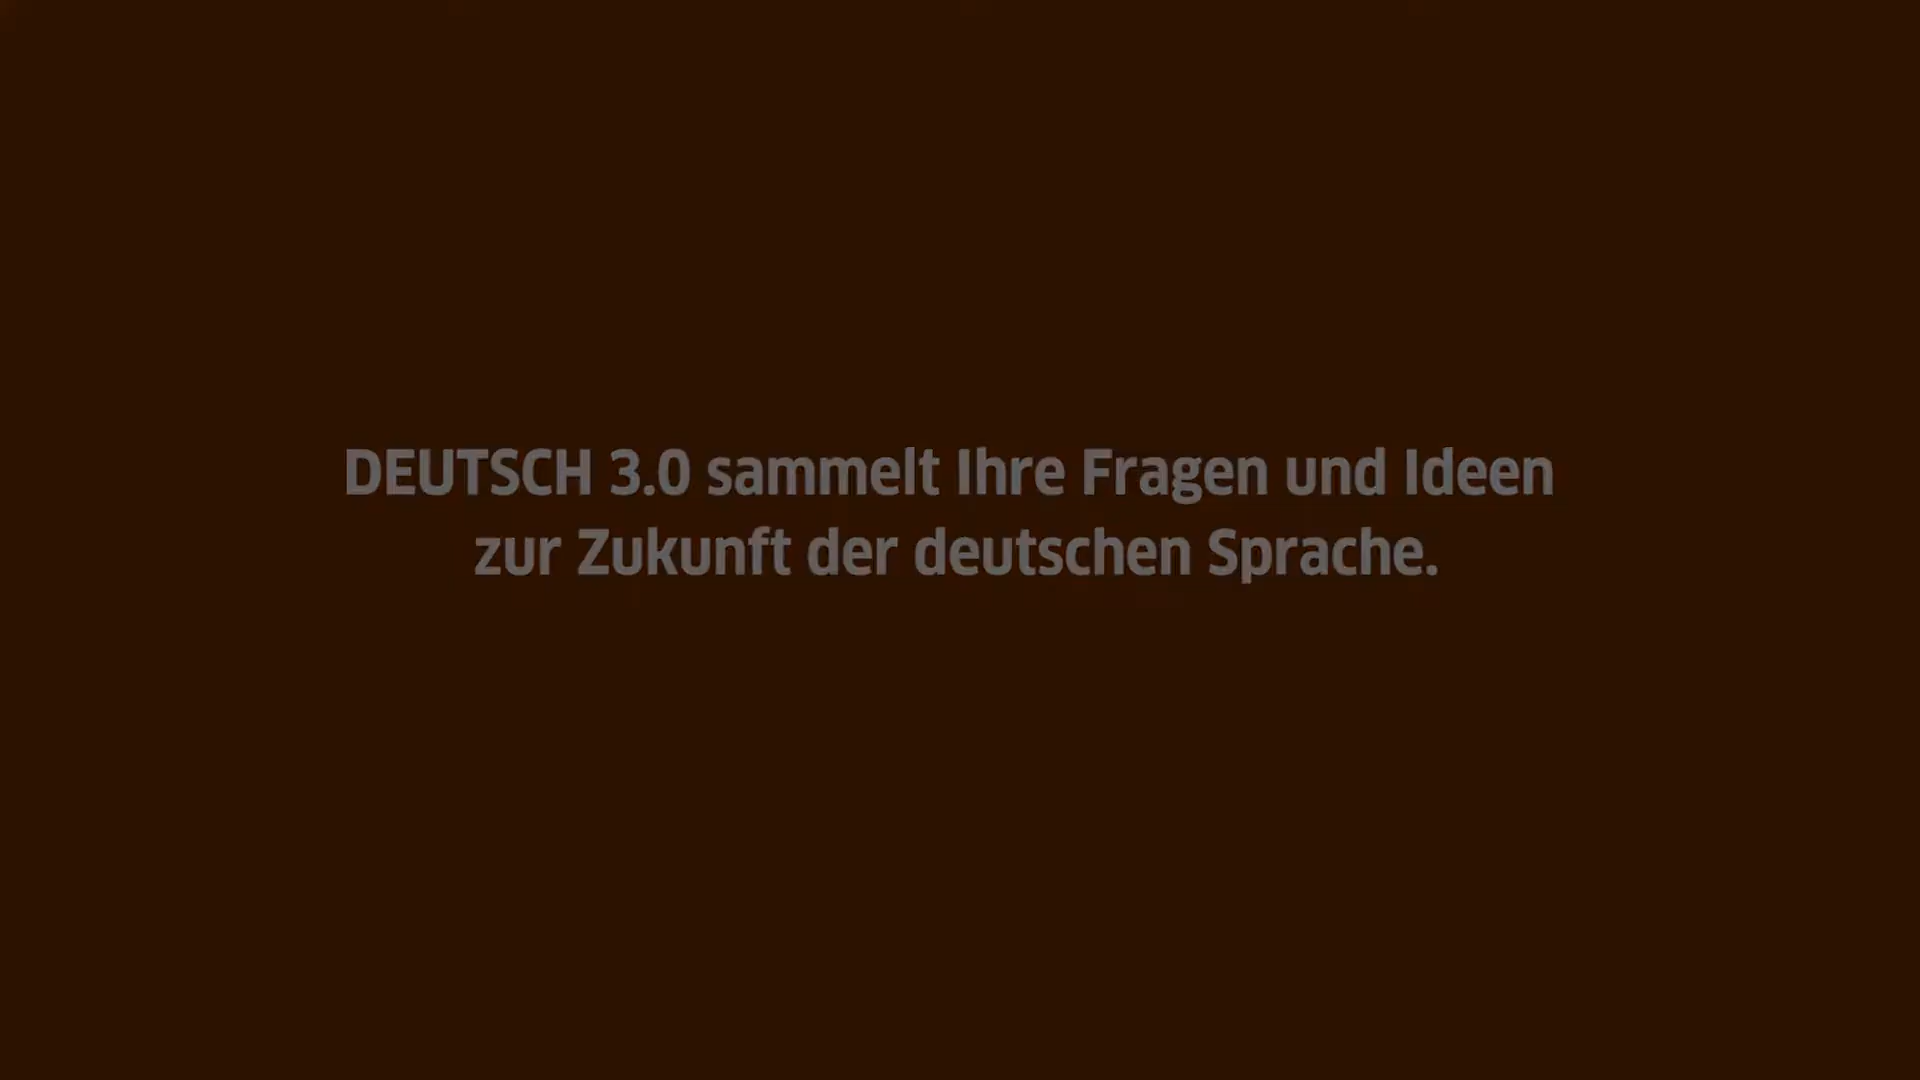 DEUTSCH 3.0 sammelt Ihre Fragen und Ideen
zur Zukunft der deutschen Sprache.